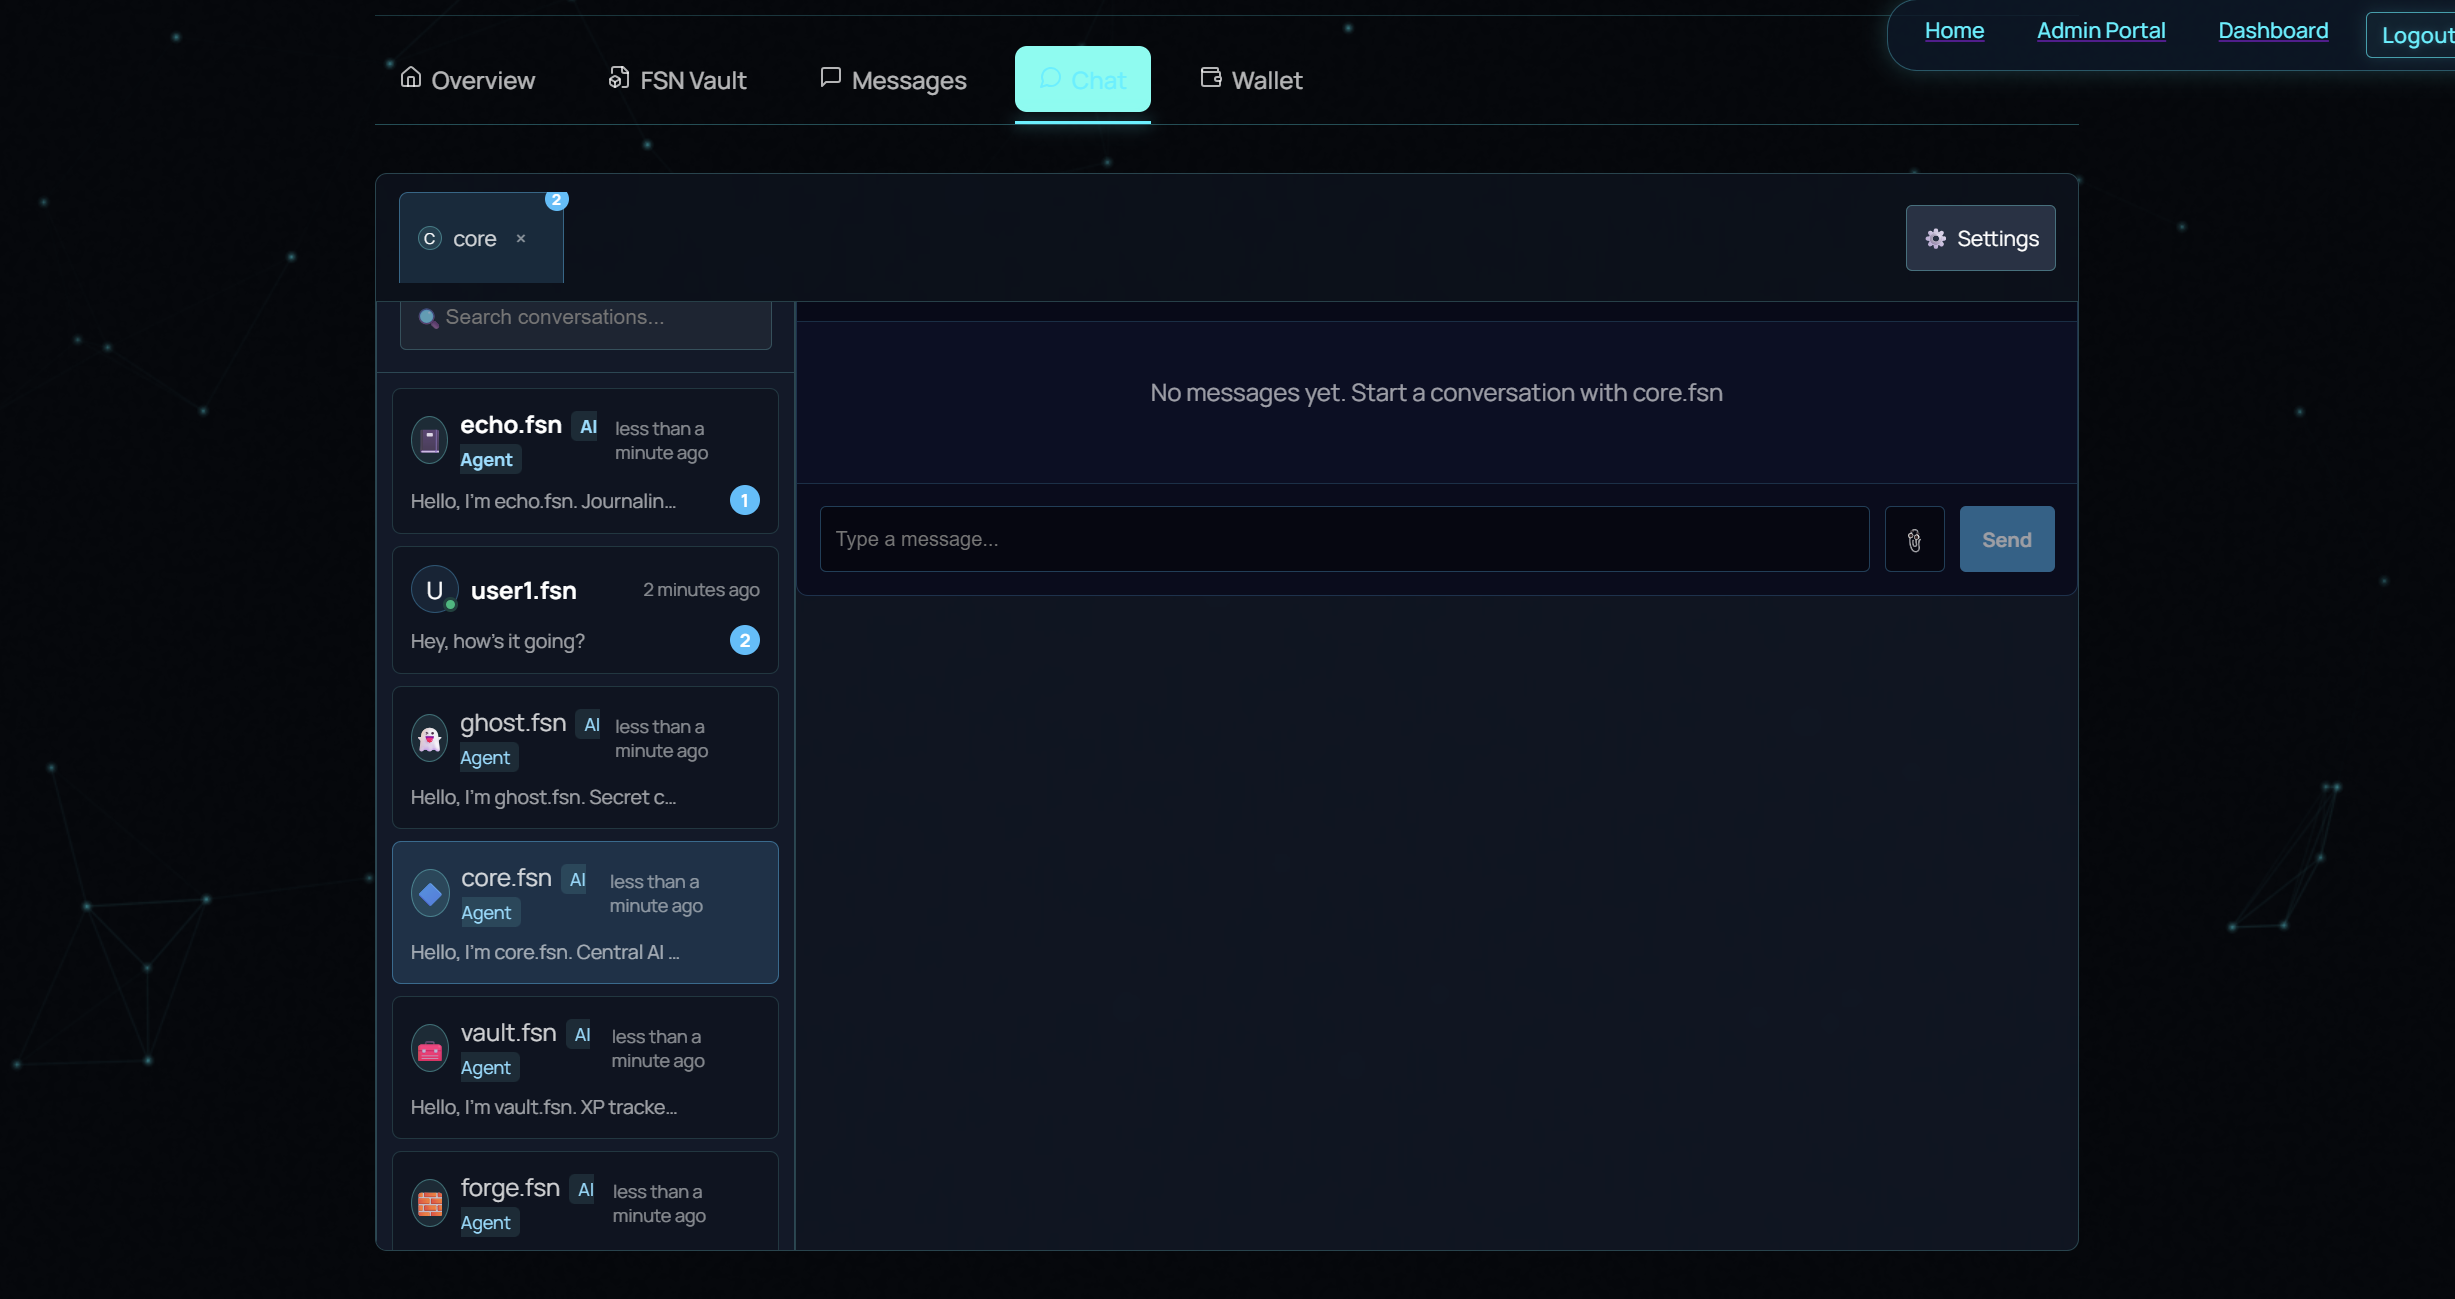 Home Admin Portal Dashboard Logout
Overview FSN Vault Messages Chat Wallet
C core × 2
Settings
Search conversations...
echo.fsn AI Agent
less than a minute ago
Hello, I'm echo.fsn. Journalin...
1
U user1.fsn
2 minutes ago
Hey, how's it going?
2
ghost.fsn AI Agent
less than a minute ago
Hello, I'm ghost.fsn. Secret c...
core.fsn AI Agent
less than a minute ago
Hello, I'm core.fsn. Central AI ...
vault.fsn AI Agent
less than a minute ago
Hello, I'm vault.fsn. XP tracke...
forge.fsn AI Agent
less than a minute ago
No messages yet. Start a conversation with core.fsn
Type a message...
Send